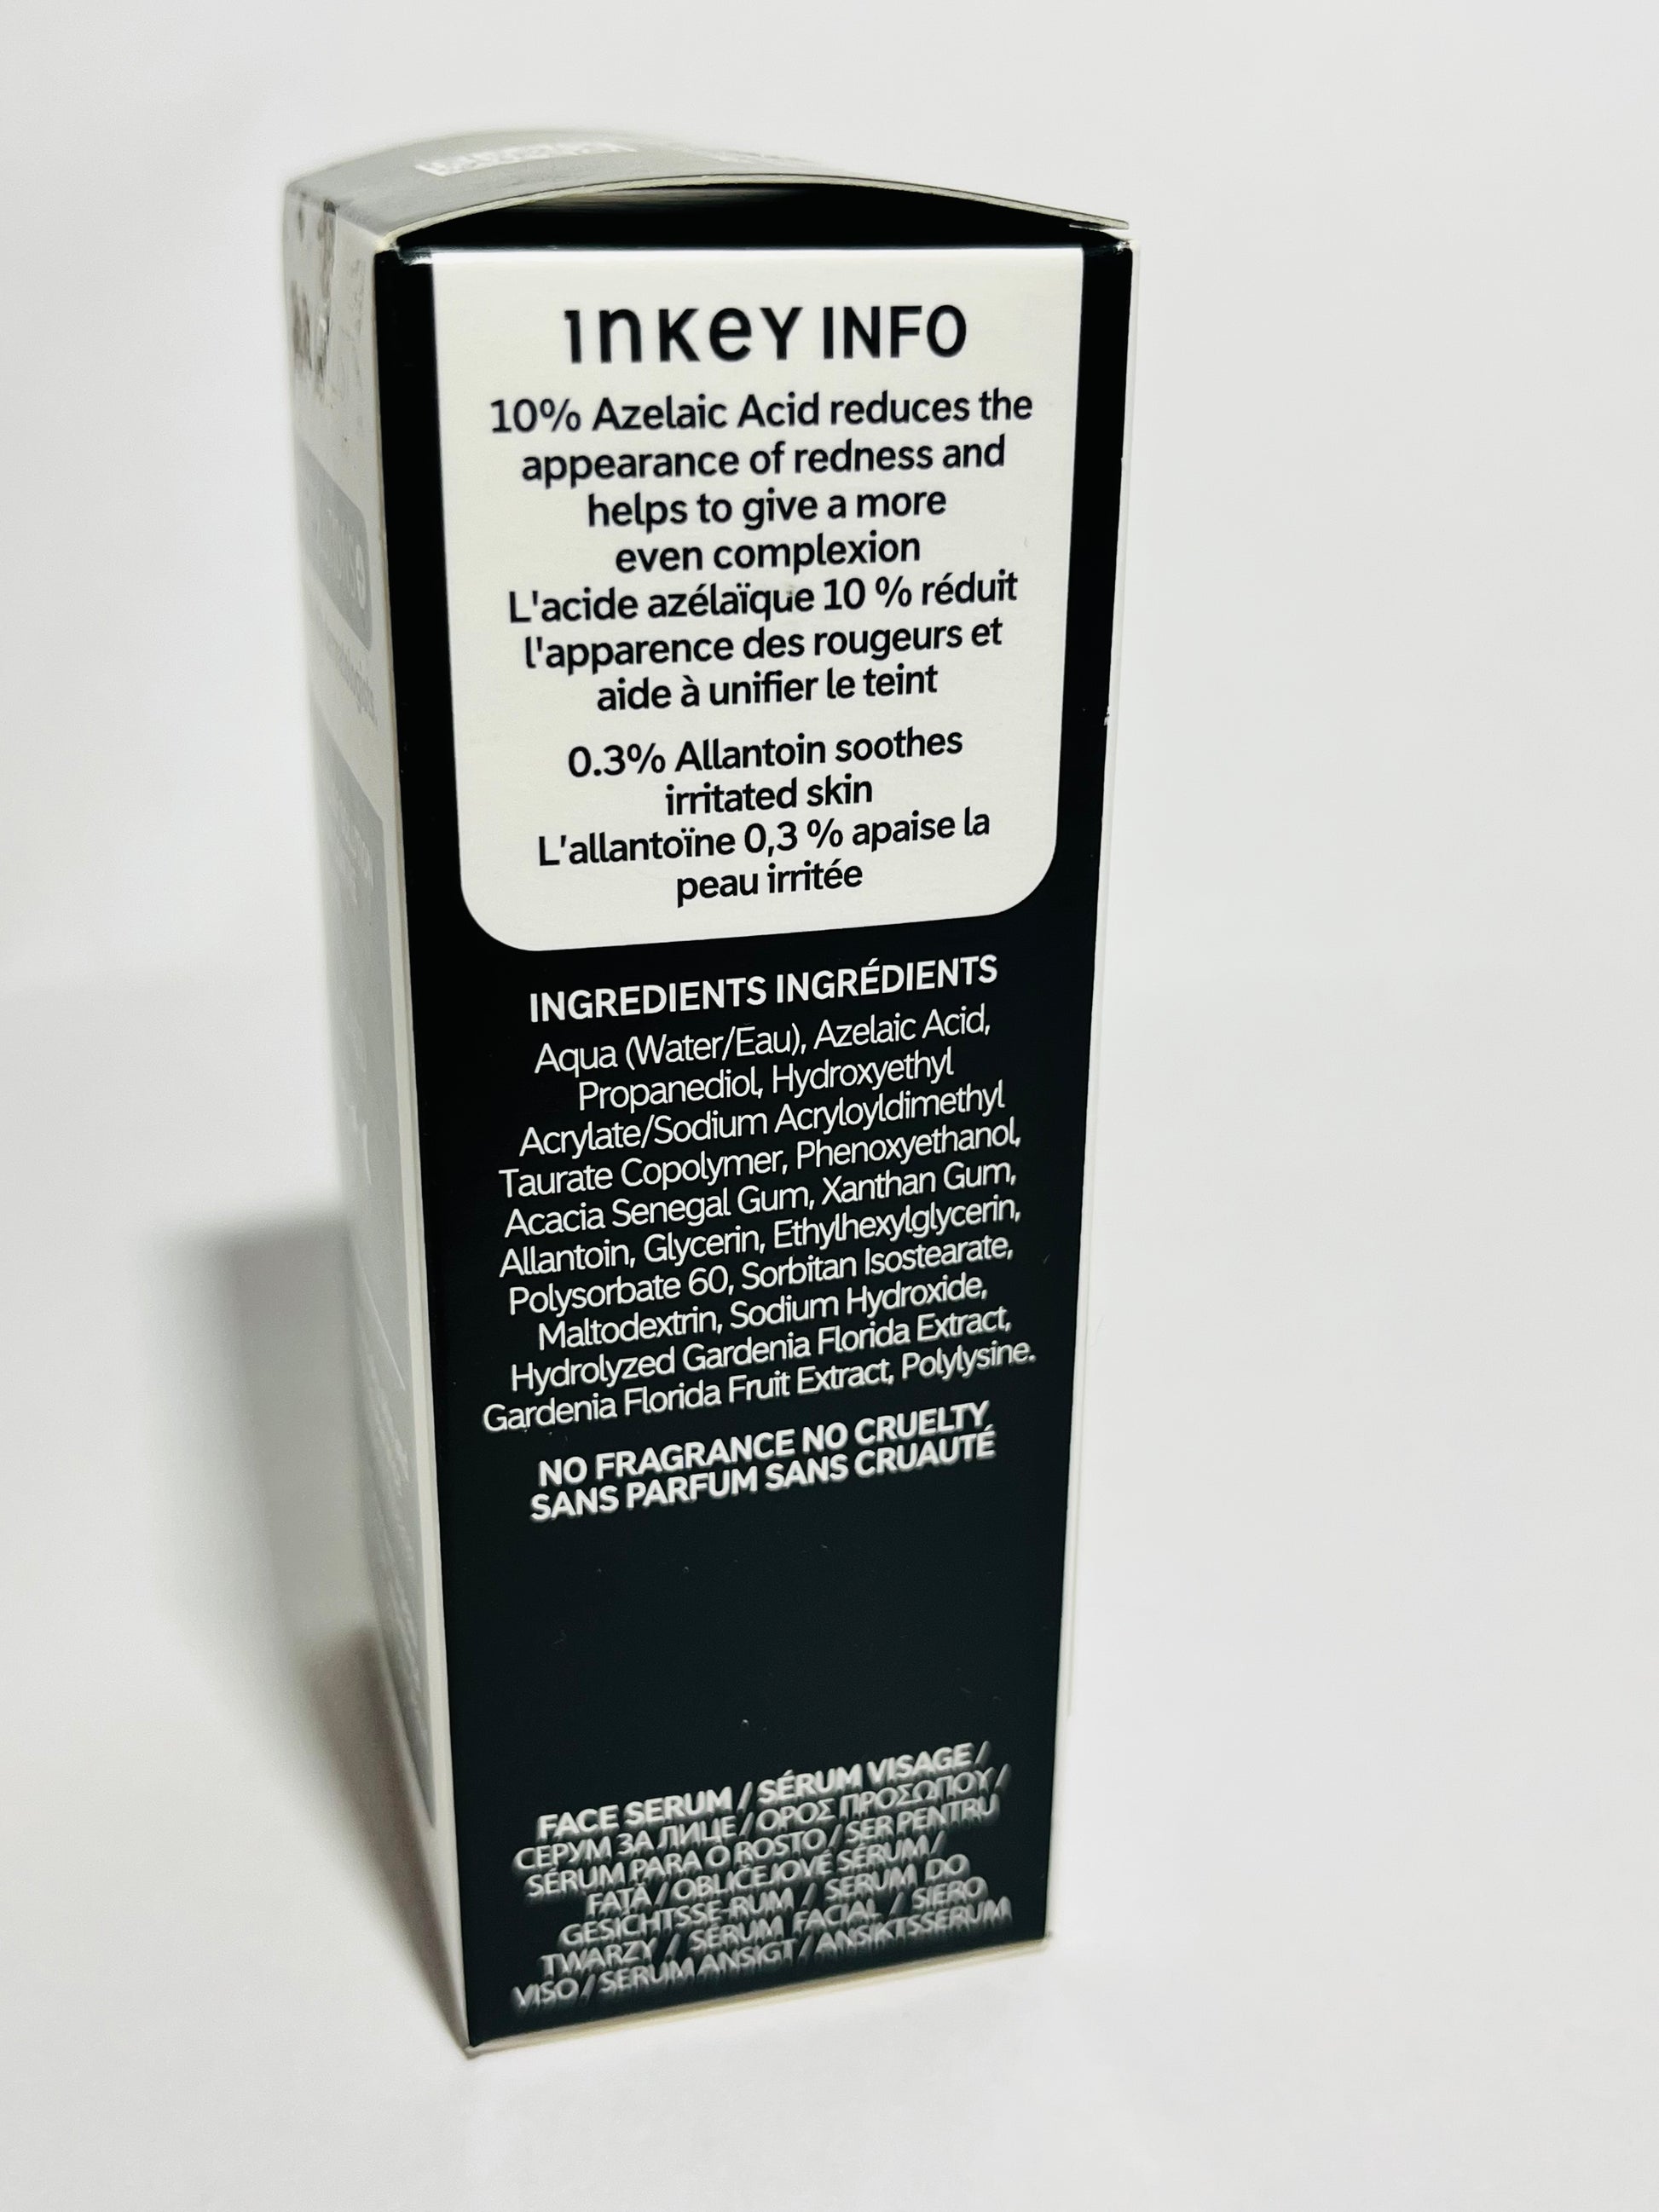 ınĸeY INFO
10% Azelaic Acid reduces the
appearance of redness and
helps to give a more
even complexion
L'acide azélaïque 10 % réduit
l'apparence des rougeurs et
aide à unifier le teint
0.3% Allantoin soothes
irritated skin
L'allantoïne 0,3 % apaise la
peau irritée
INGREDIENTS INGRÉDIENTS
Aqua (Water/Eau), Azelaic Acid,
Propanediol, Hydroxyethyl
Acrylate/Sodium Acryloyldimethyl
Taurate Copolymer, Phenoxyethanol,
Acacia Senegal Gum, Xanthan Gum,
Allantoin, Glycerin, Ethylhexylglycerin,
Polysorbate 60, Sorbitan Isostearate,
Maltodextrin, Sodium Hydroxide,
Hydrolyzed Gardenia Florida Extract,
Gardenia Florida Fruit Extract, Polylysine.
NO FRAGRANCE NO CRUELTY
SANS PARFUM SANS CRUAUTÉ
FACE SERUM / SÉRUM VISAGE /
СЕРУМ ЗА ЛИЦЕ / ΟΡΟΣ ΠΡΟΣΩΠΟΥ /
SÉRUM PARA O ROSTO / SER PENTRU
FAȚĂ / OBLIČEJOVÉ SÉRUM /
GESICHTSSE-RUM / SERUM DO
TWARZY / SÉRUM FACIAL / SIERO
VISO / SERUM ANSIGT / ANSIKTSSERUM